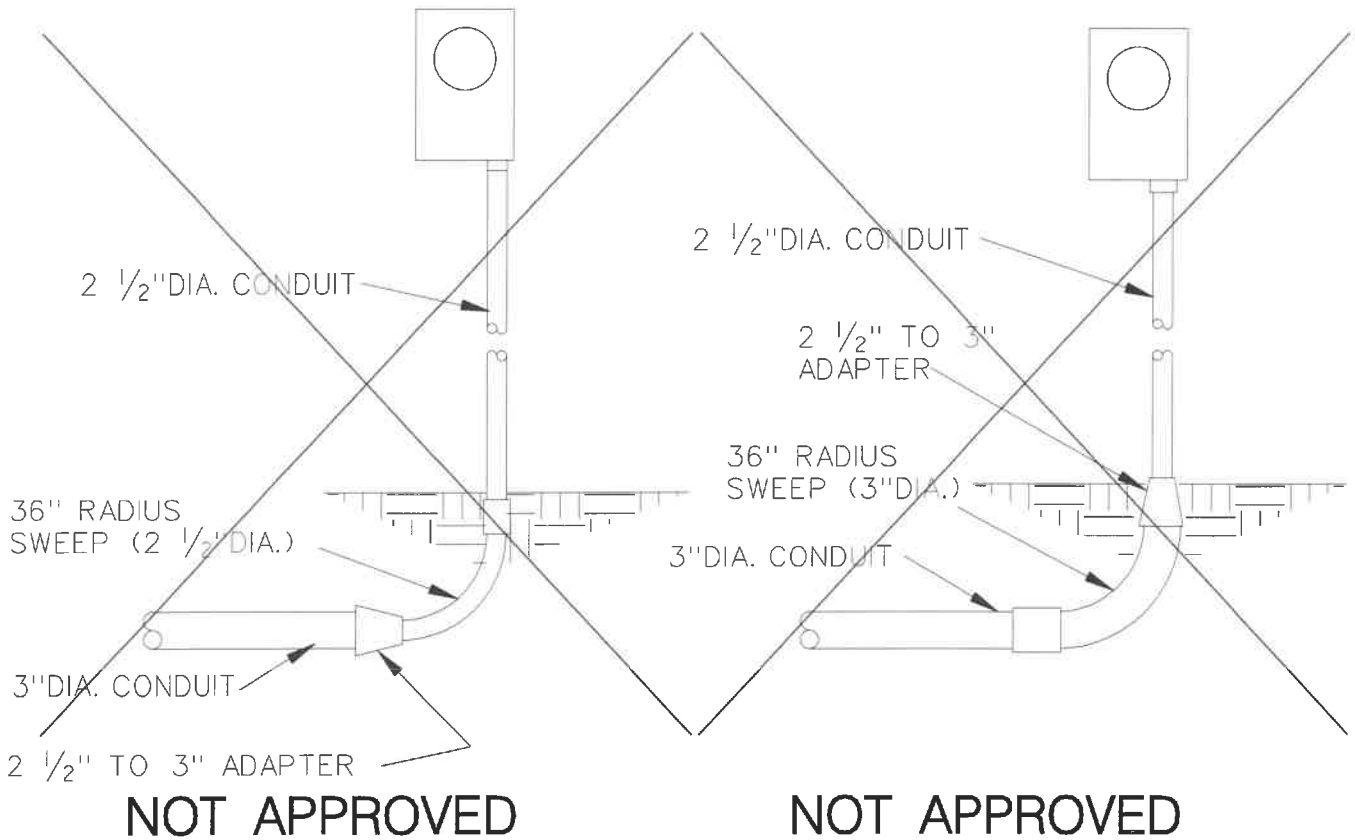 2 1/2"DIA. CONDUIT
36" RADIUS
SWEEP (2 1/2"DIA.)
3"DIA. CONDUIT
2 1/2" TO 3" ADAPTER
NOT APPROVED
2 1/2"DIA. CONDUIT
2 1/2" TO 3"
ADAPTER
36" RADIUS
SWEEP (3"DIA.)
3"DIA. CONDUIT
NOT APPROVED